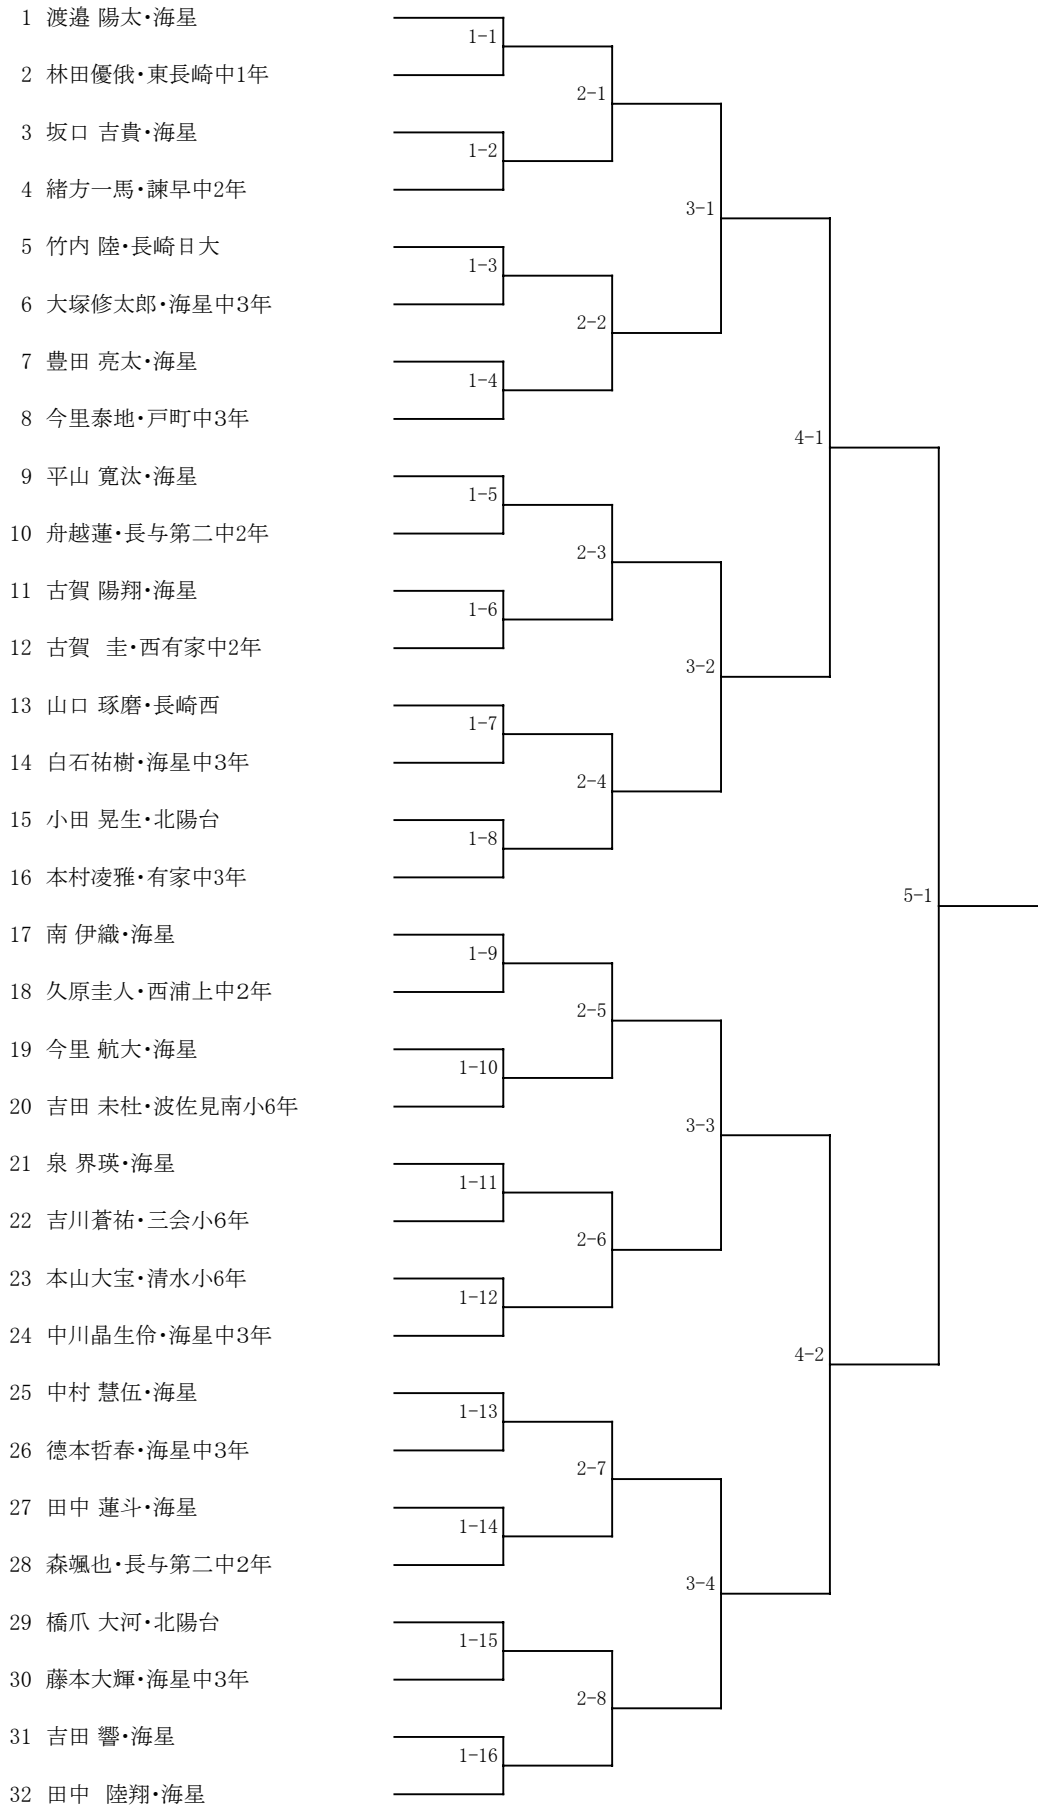 1 渡邉 陽太・海星
1-1
2 林田優俄・東長崎中1年
2-1
3 坂口 吉貴・海星
1-2
4 緒方一馬・諫早中2年
3-1
5 竹内 陸・長崎日大
1-3
6 大塚修太郎・海星中3年
2-2
7 豊田 亮太・海星
1-4
8 今里泰地・戸町中3年
4-1
9 平山 寛汰・海星
1-5
10 舟越蓮・長与第二中2年
2-3
11 古賀 陽翔・海星
1-6
12 古賀 圭・西有家中2年
3-2
13 山口 琢磨・長崎西
1-7
14 白石祐樹・海星中3年
2-4
15 小田 晃生・北陽台
1-8
16 本村凌雅・有家中3年
5-1
17 南 伊織・海星
1-9
18 久原圭人・西浦上中2年
2-5
19 今里 航大・海星
1-10
20 吉田 未杜・波佐見南小6年
3-3
21 泉 界瑛・海星
1-11
22 吉川蒼祐・三会小6年
2-6
23 本山大宝・清水小6年
1-12
24 中川晶生伶・海星中3年
4-2
25 中村 慧伍・海星
1-13
26 德本哲春・海星中3年
2-7
27 田中 蓮斗・海星
1-14
28 森颯也・長与第二中2年
3-4
29 橋爪 大河・北陽台
1-15
30 藤本大輝・海星中3年
2-8
31 吉田 響・海星
1-16
32 田中 陸翔・海星